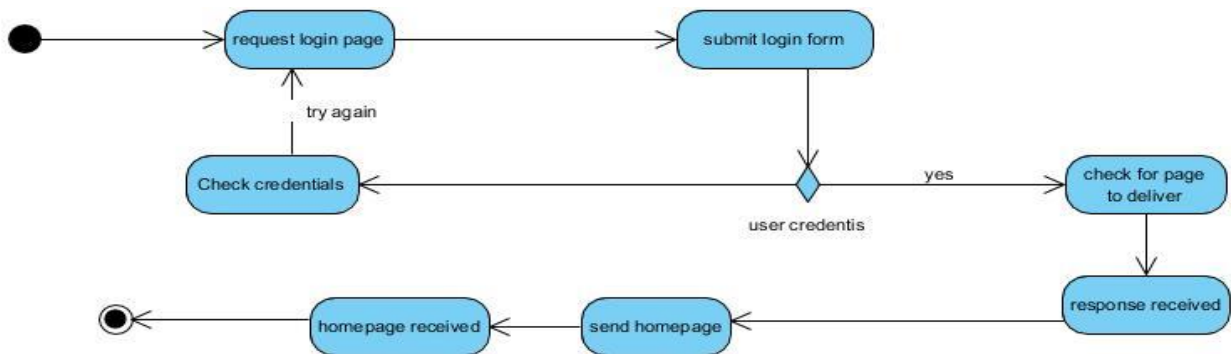 request login page
submit login form
try again
Check credentials
yes
check for page
to deliver
user credentis
response received
homepage received
send homepage